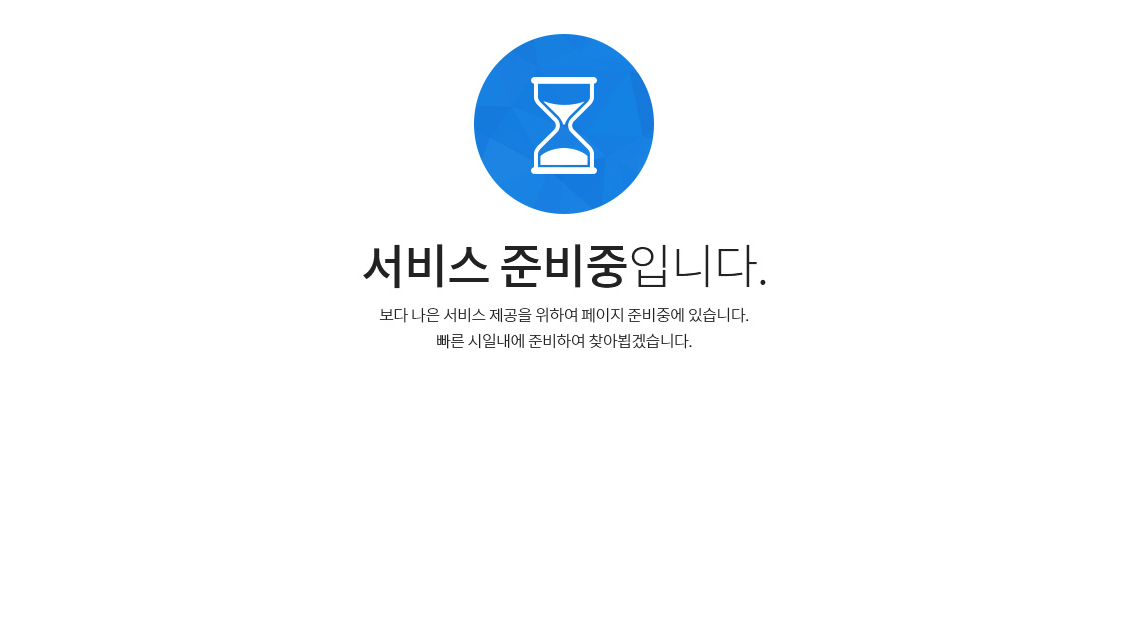 서비스 준비중입니다.
보다 나은 서비스 제공을 위하여 페이지 준비중에 있습니다.
빠른 시일내에 준비하여 찾아뵙겠습니다.